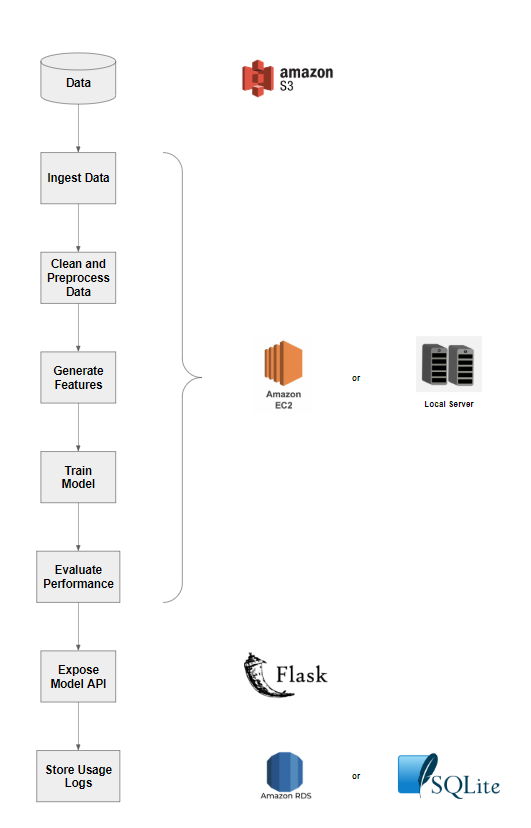 Data
amazon
S3
Ingest Data
Clean and
Preprocess
Data
Generate
Features
Amazon
EC2
or
Local Server
Train
Model
Evaluate
Performance
Expose
Model API
Flask
Store Usage
Logs
Amazon RDS
or
SQLite